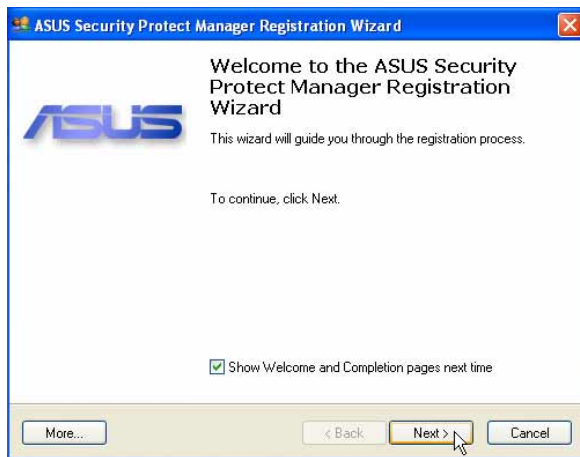 ASUS Security Protect Manager Registration Wizard
ASUS
Welcome to the ASUS Security
Protect Manager Registration
Wizard
This wizard will guide you through the registration process.
To continue, click Next.
Show Welcome and Completion pages next time
More... < Back Next > Cancel